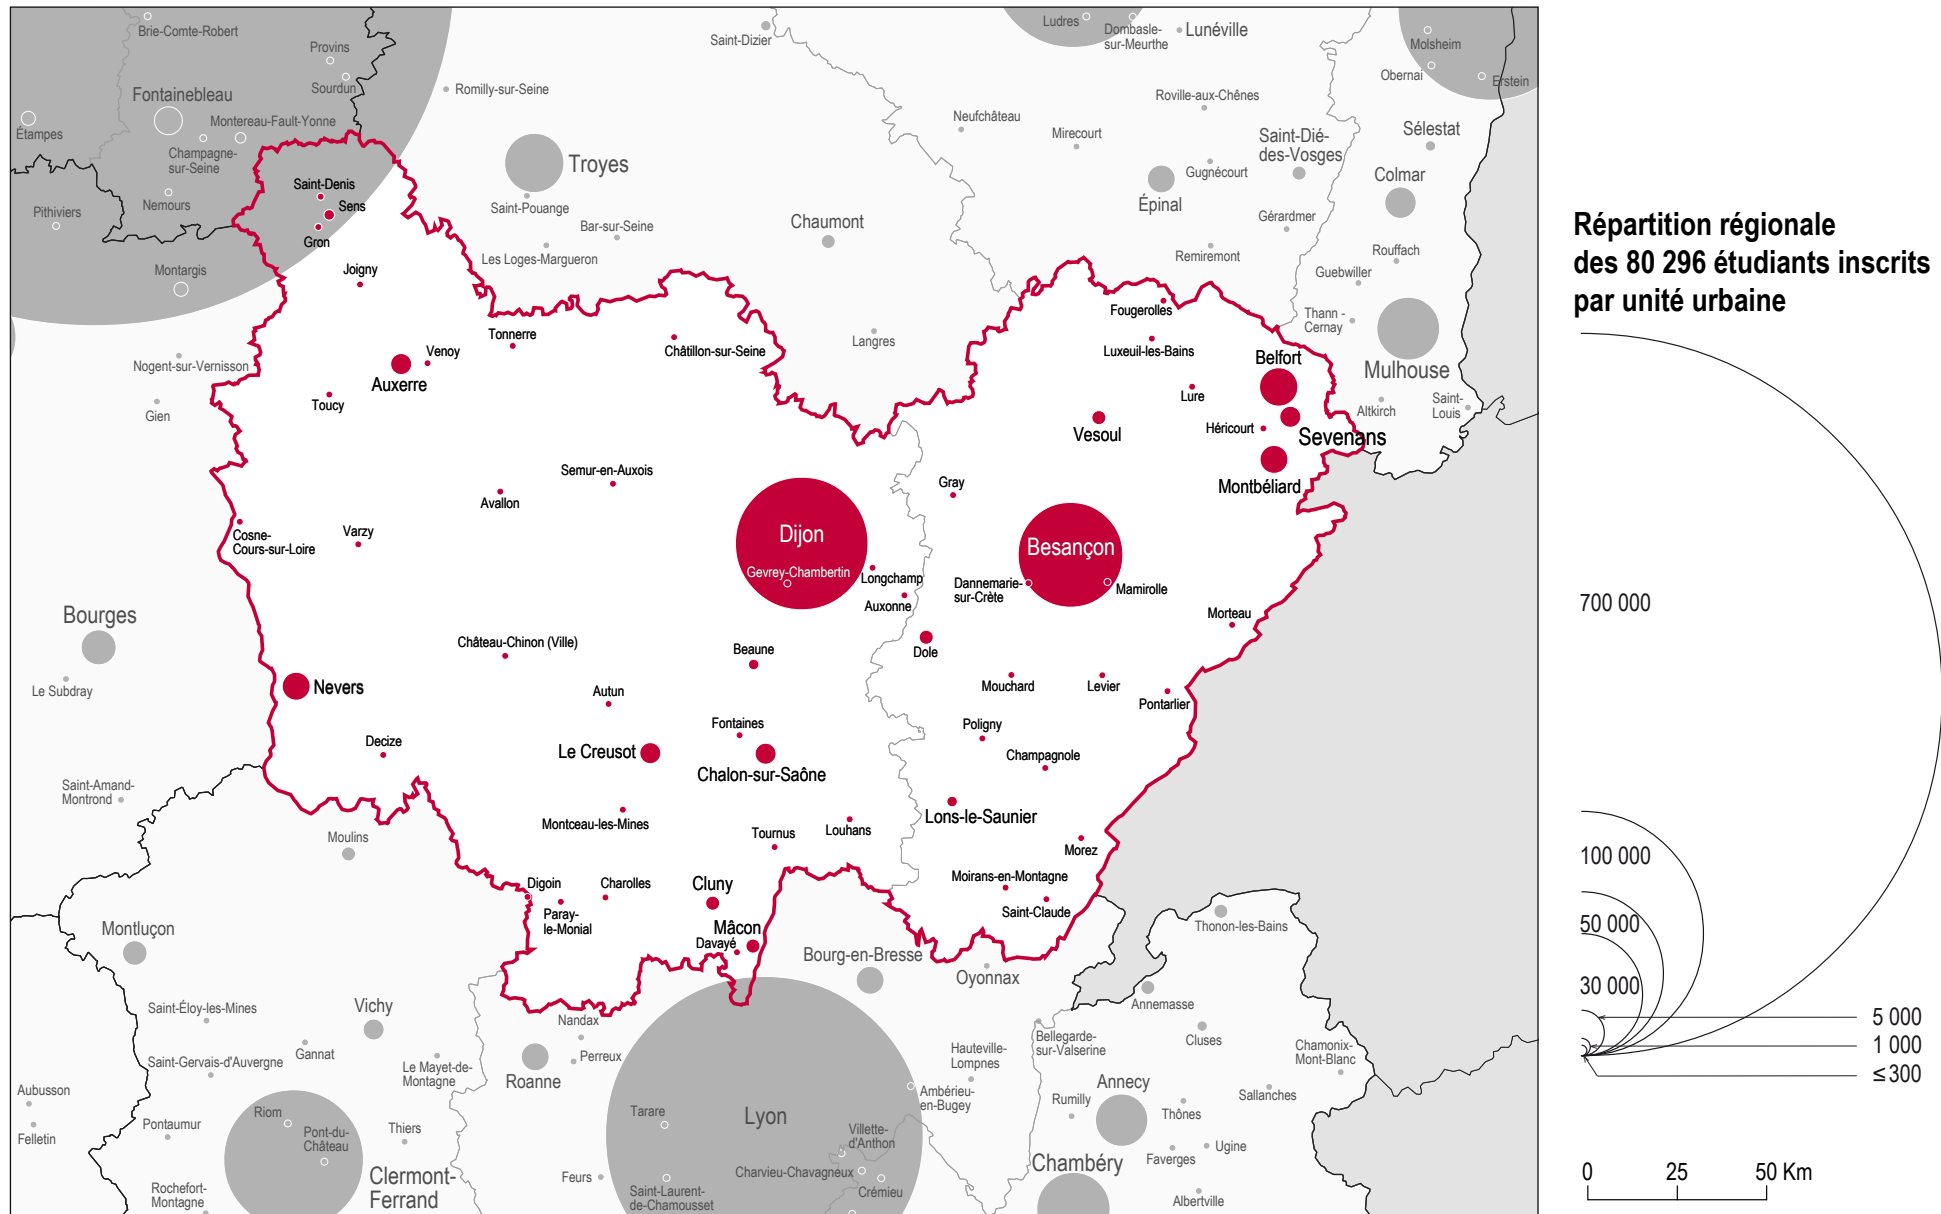 Brie-Comte-Robert
Provins
Sourdun
Fontainebleau
Montereau-Fault-Yonne
Étampes
Champagne-
sur-Seine
Nemours
Pithiviers
Montargis
Saint-Denis
Sens
Gron
Joigny
Romilly-sur-Seine
Saint-Dizier
Troyes
Saint-Pouange
Bar-sur-Seine
Les Loges-Margueron
Chaumont
Langres
Ludres
Dombasle-
sur-Meurthe
Lunéville
Neufchâteau
Mirecourt
Roville-aux-Chênes
Saint-Dié-
des-Vosges
Gugnécourt
Épinal
Gérardmer
Remiremont
Molsheim
Obernai
Erstein
Sélestat
Colmar
Rouffach
Guebwiller
Thann -
Cernay
Mulhouse
Altkirch
Saint-
Louis
Nogent-sur-Vernisson
Gien
Tonnerre
Venoy
Auxerre
Toucy
Châtillon-sur-Seine
Fougerolles
Luxeuil-les-Bains
Belfort
Lure
Héricourt
Sevenans
Montbéliard
Vesoul
Semur-en-Auxois
Avallon
Gray
Cosne-
Cours-sur-Loire
Varzy
Dijon
Gevrey-Chambertin
Longchamp
Auxonne
Besançon
Dannemarie-
sur-Crète
Mamirolle
Morteau
Bourges
Le Subdray
Château-Chinon (Ville)
Beaune
Dole
Nevers
Autun
Mouchard
Levier
Pontarlier
Fontaines
Poligny
Decize
Le Creusot
Chalon-sur-Saône
Champagnole
Saint-Amand-
Montrond
Moulins
Montceau-les-Mines
Tournus
Louhans
Lons-le-Saunier
Morez
Digoin
Paray-
le-Monial
Charolles
Cluny
Mâcon
Davayé
Moirans-en-Montagne
Saint-Claude
Thonon-les-Bains
Montluçon
Bourg-en-Bresse
Oyonnax
Annemasse
Saint-Éloy-les-Mines
Vichy
Nandax
Perreux
Roanne
Gannat
Saint-Gervais-d'Auvergne
Le Mayet-de-
Montagne
Bellegarde-
sur-Valserine
Cluses
Chamonix-
Mont-Blanc
Hauteville-
Lompnes
Ambérieu-
en-Bugey
Annecy
Rumilly
Thônes
Sallanches
Aubusson
Felletin
Pontaumur
Riom
Pont-du-
Château
Thiers
Clermont-
Ferrand
Rochefort-
Montagne
Feurs
Tarare
Lyon
Villette-
d'Anthon
Charvieu-Chavagneux
Crémieu
Saint-Laurent-
de-Chamousset
Chambéry
Faverges
Ugine
Albertville
Répartition régionale
des 80 296 étudiants inscrits
par unité urbaine
700 000
100 000
50 000
30 000
5 000
1 000
≤ 300
0 25 50 Km